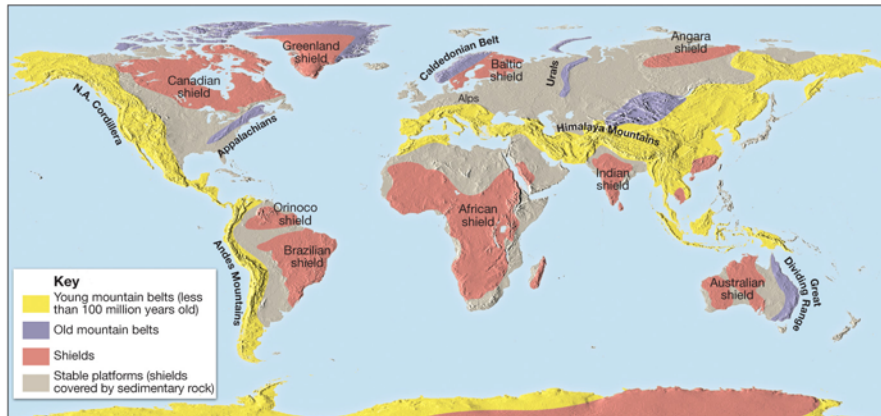 Greenland
shield
Angara
shield
Caldedonian Belt
Baltic
shield
Urals
Canadian
shield
N.A. Cordillera
Appalachians
Alps
Himalaya Mountains
Indian
shield
Orinoco
shield
African
shield
Brazilian
shield
Andes Mountains
Australian
shield
Great
Dividing Range
Key
Young mountain belts (less
than 100 million years old)
Old mountain belts
Shields
Stable platforms (shields
covered by sedimentary rock)